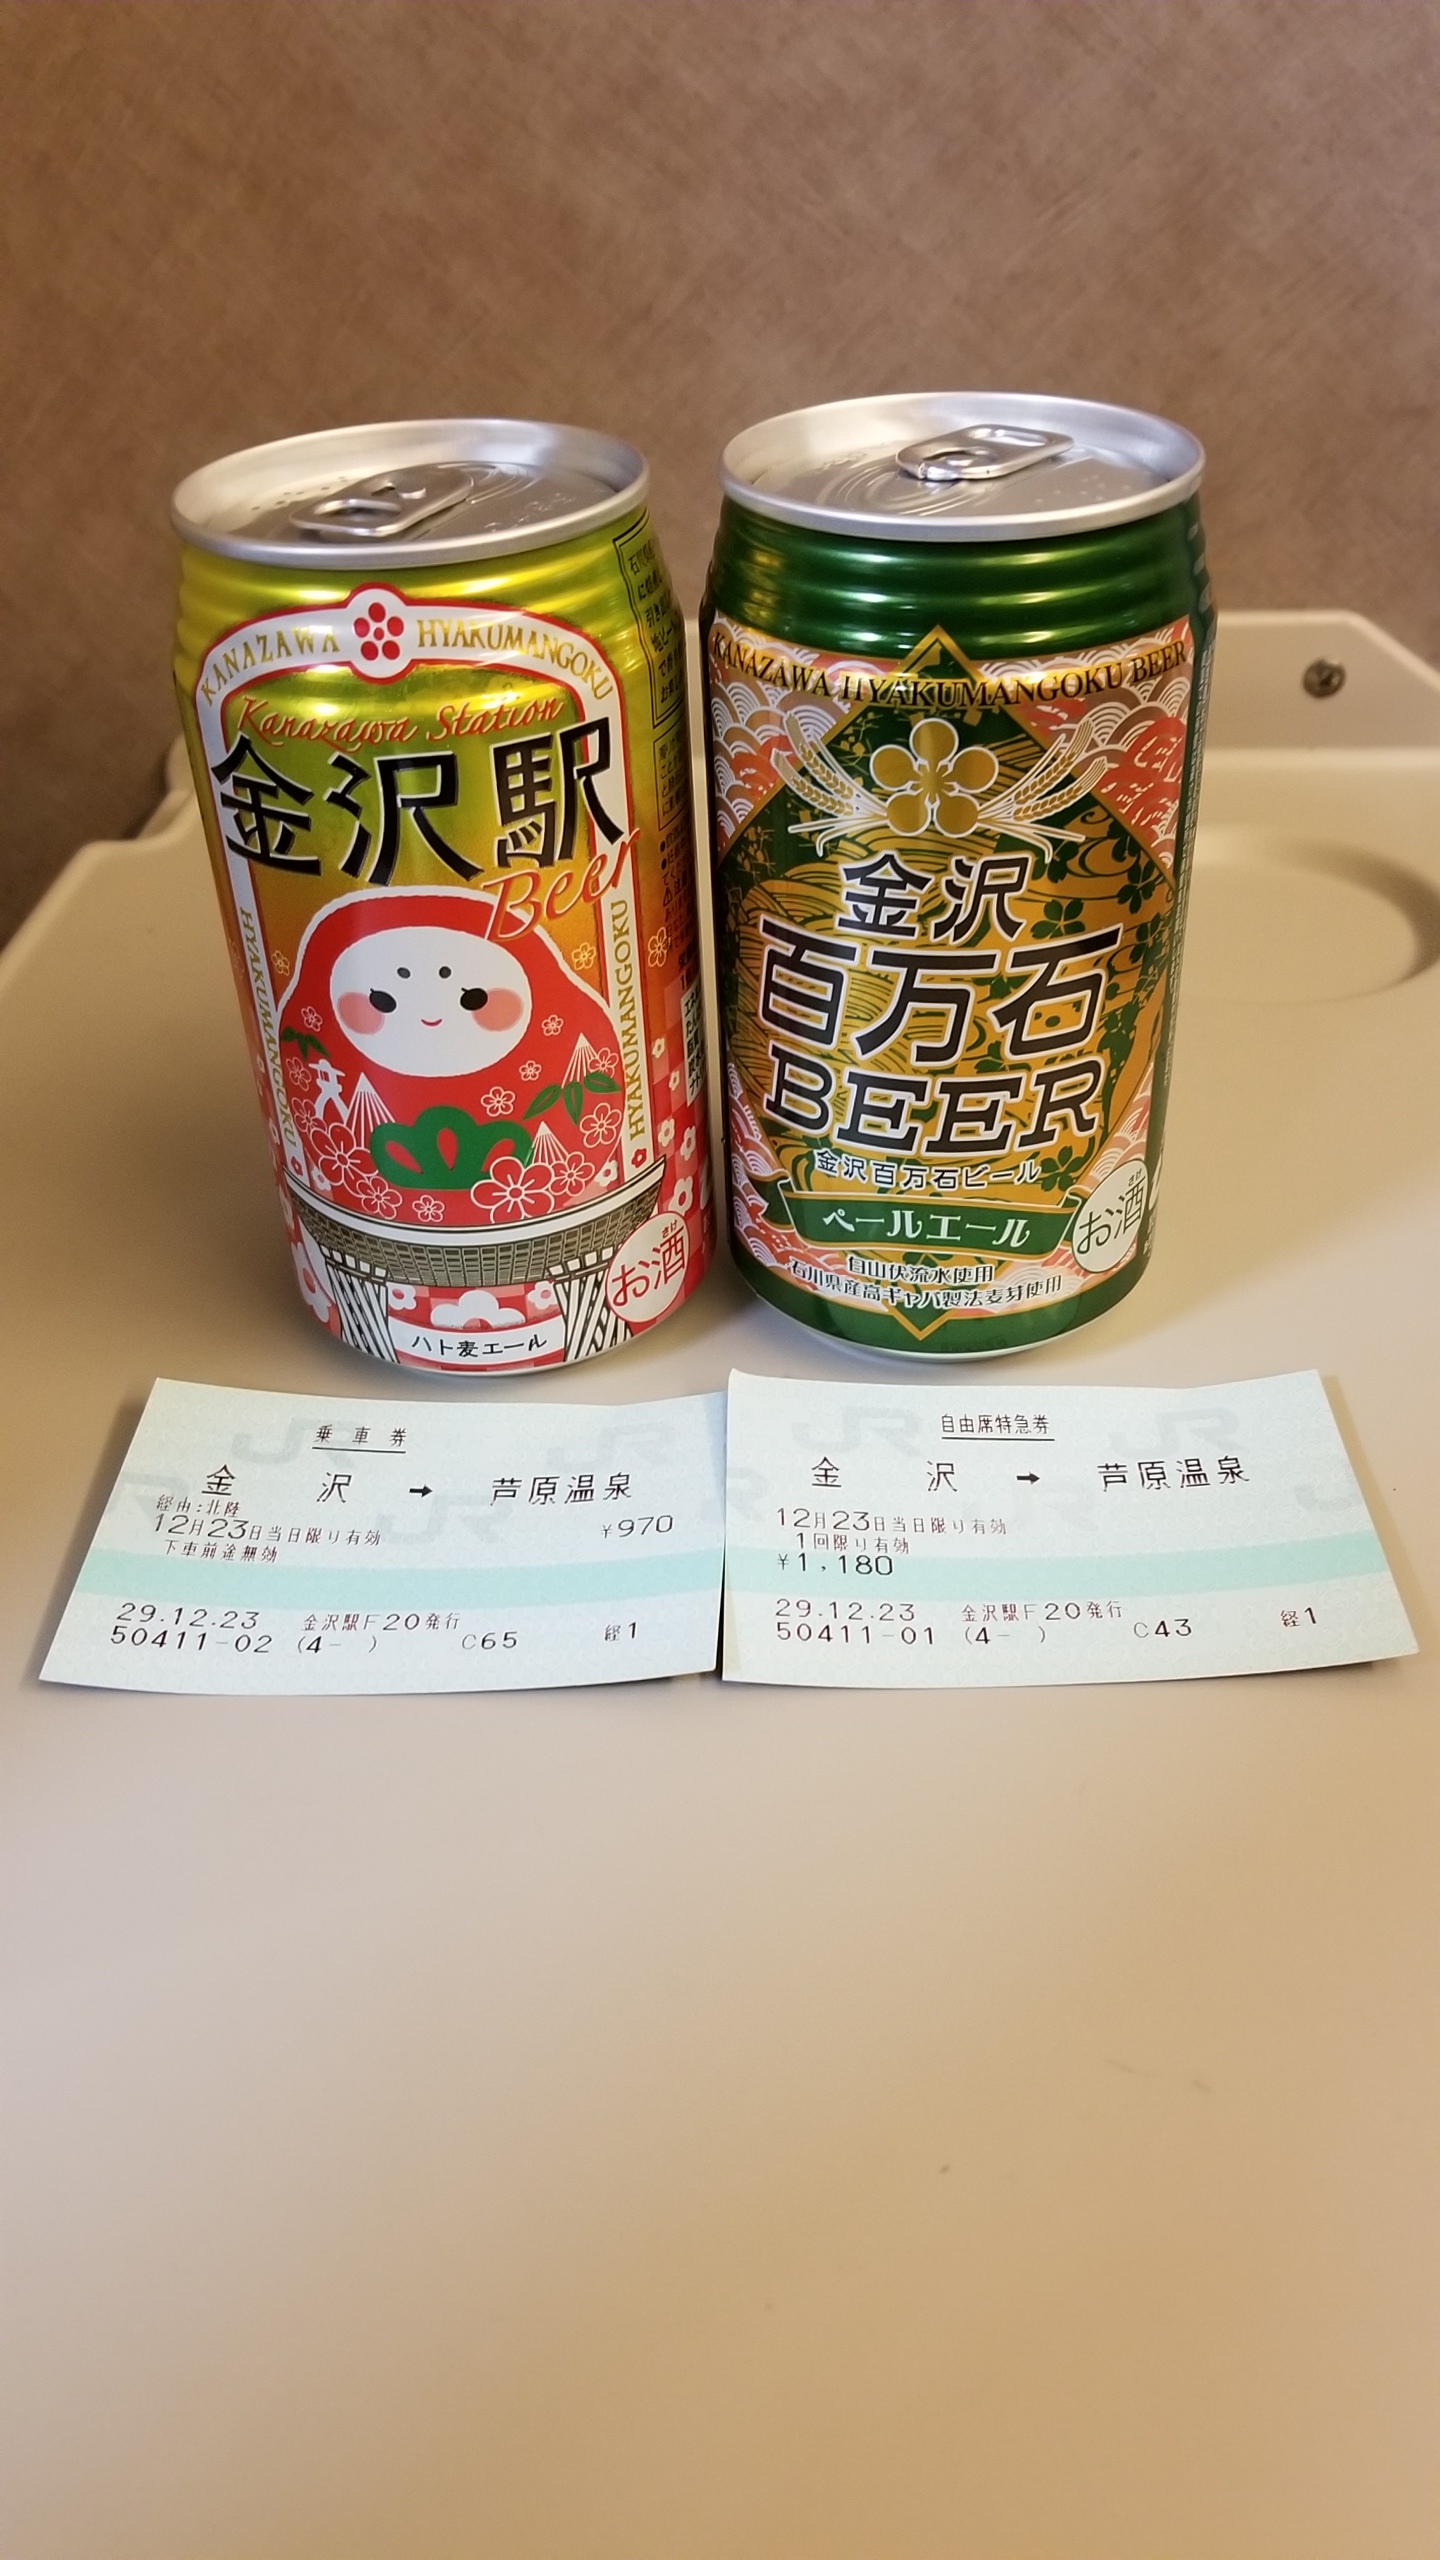 KANAZAWA HYAKUMANGOKU
Kanazawa Station
金沢駅
Beer
HYAKUMANGOKU
HYAKUMANGOKU
お酒
さけ
ハト麦エール
KANAZAWA HYAKUMANGOKU BEER
金沢
百万石
BEER
金沢百万石ビール
ペールエール
お酒
さけ
白山伏流水使用
石川県産高ギャバ製法麦芽使用
乗車券
金沢 → 芦原温泉
経由:北陸
12月23日当日限り有効 ¥970
下車前途無効
29.12.23 金沢駅F20発行
50411-02 (4- ) C65 経1
自由席特急券
金沢 → 芦原温泉
12月23日当日限り有効
1回限り有効
¥1,180
29.12.23 金沢駅F20発行
50411-01 (4- ) C43 経1